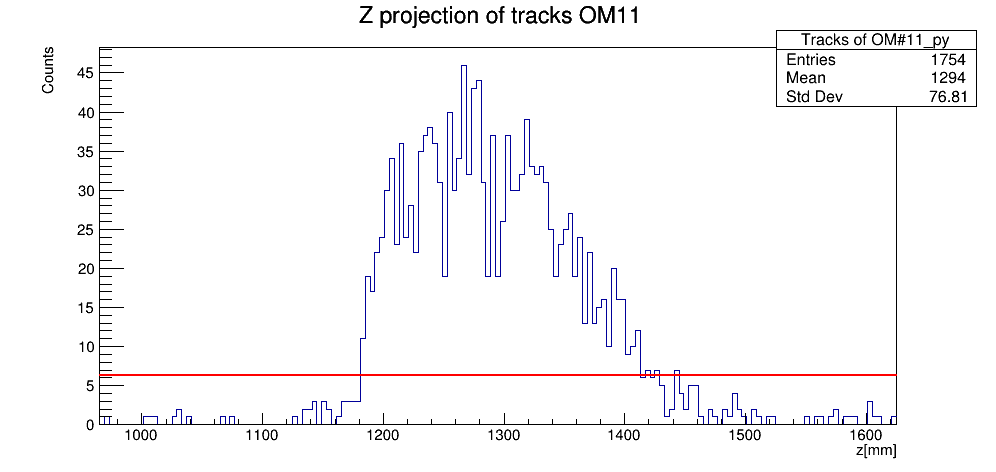 Z projection of tracks OM11
Tracks of OM#11_py
Entries 1754
Mean 1294
Std Dev 76.81
Counts
45
40
35
30
25
20
15
10
5
0
1000 1100 1200 1300 1400 1500 1600
z[mm]